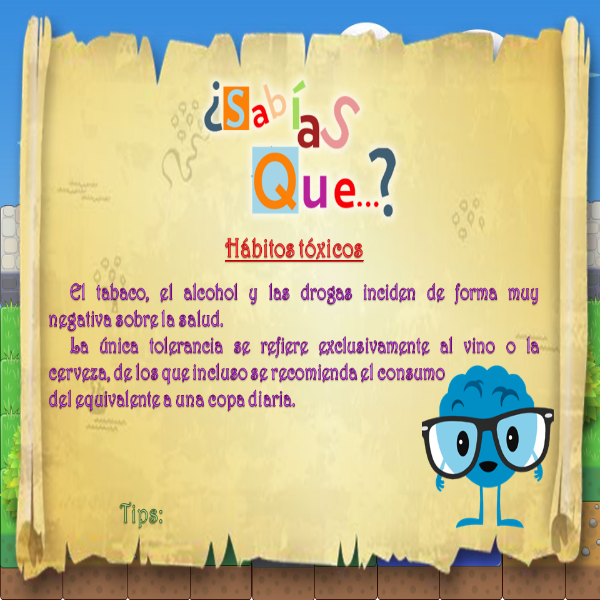 ¿Sabías
Que...?
Hábitos tóxicos
El tabaco, el alcohol y las drogas inciden de forma muy
negativa sobre la salud.
La única tolerancia se refiere exclusivamente al vino o la
cerveza, de los que incluso se recomienda el consumo
del equivalente a una copa diaria.
Tips: